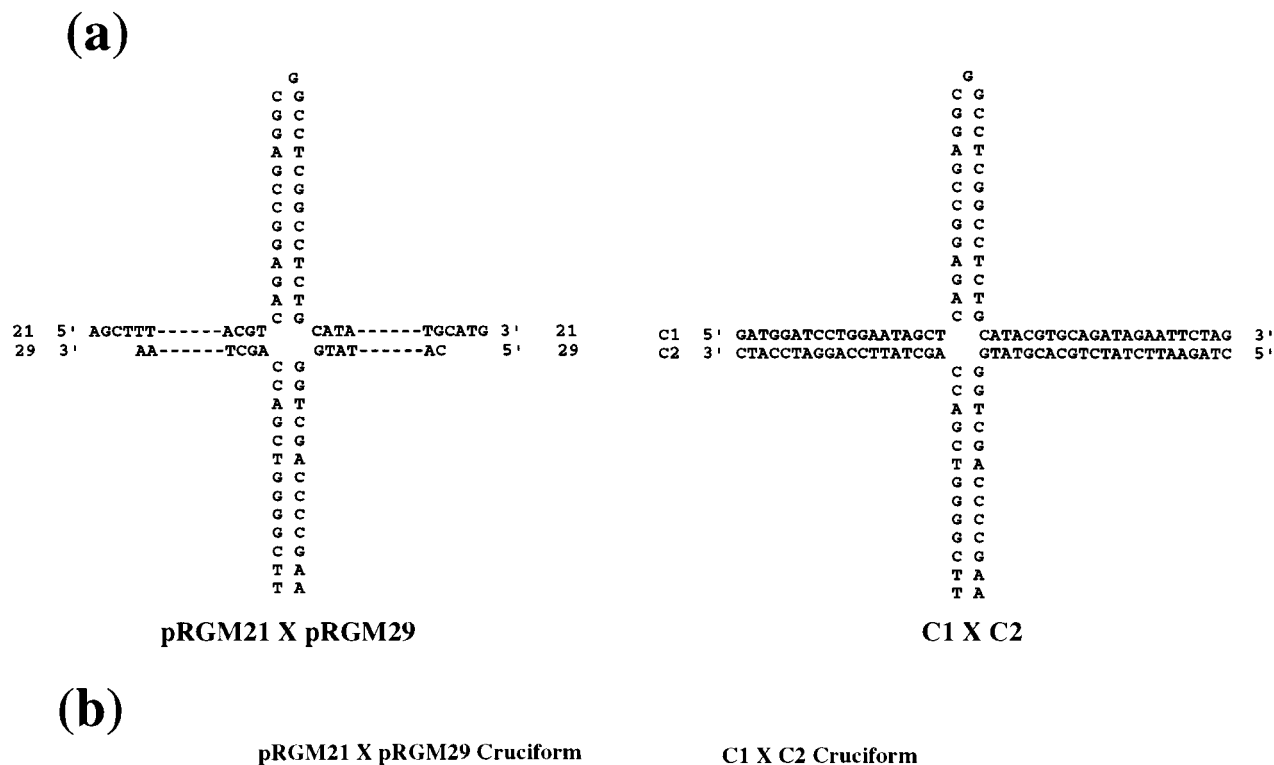 (a)
G
C G
G C
G C
A T
G C
C G
C G
G C
G C
A T
G C
A T
C G
21 5' AGCTTT------ACGT CATA------TGCATG 3' 21
29 3' AA------TCGA GTAT------AC 5' 29
C G
C G
A T
G C
C G
T A
G C
G C
G C
G C
C G
T A
T A
pRGM21 X pRGM29
G
C G
G C
G C
A T
G C
C G
C G
G C
G C
A T
G C
A T
C G
C1 5' GATGGATCCTGGAATAGCT CATACGTGCAGATAGAATTCTAG 3'
C2 3' CTACCTAGGACCTTATCGA GTATGCACGTCTATCTTAAGATC 5'
C G
C G
A T
G C
C G
T A
G C
G C
G C
G C
C G
T A
T A
C1 X C2
(b)
pRGM21 X pRGM29 Cruciform C1 X C2 Cruciform